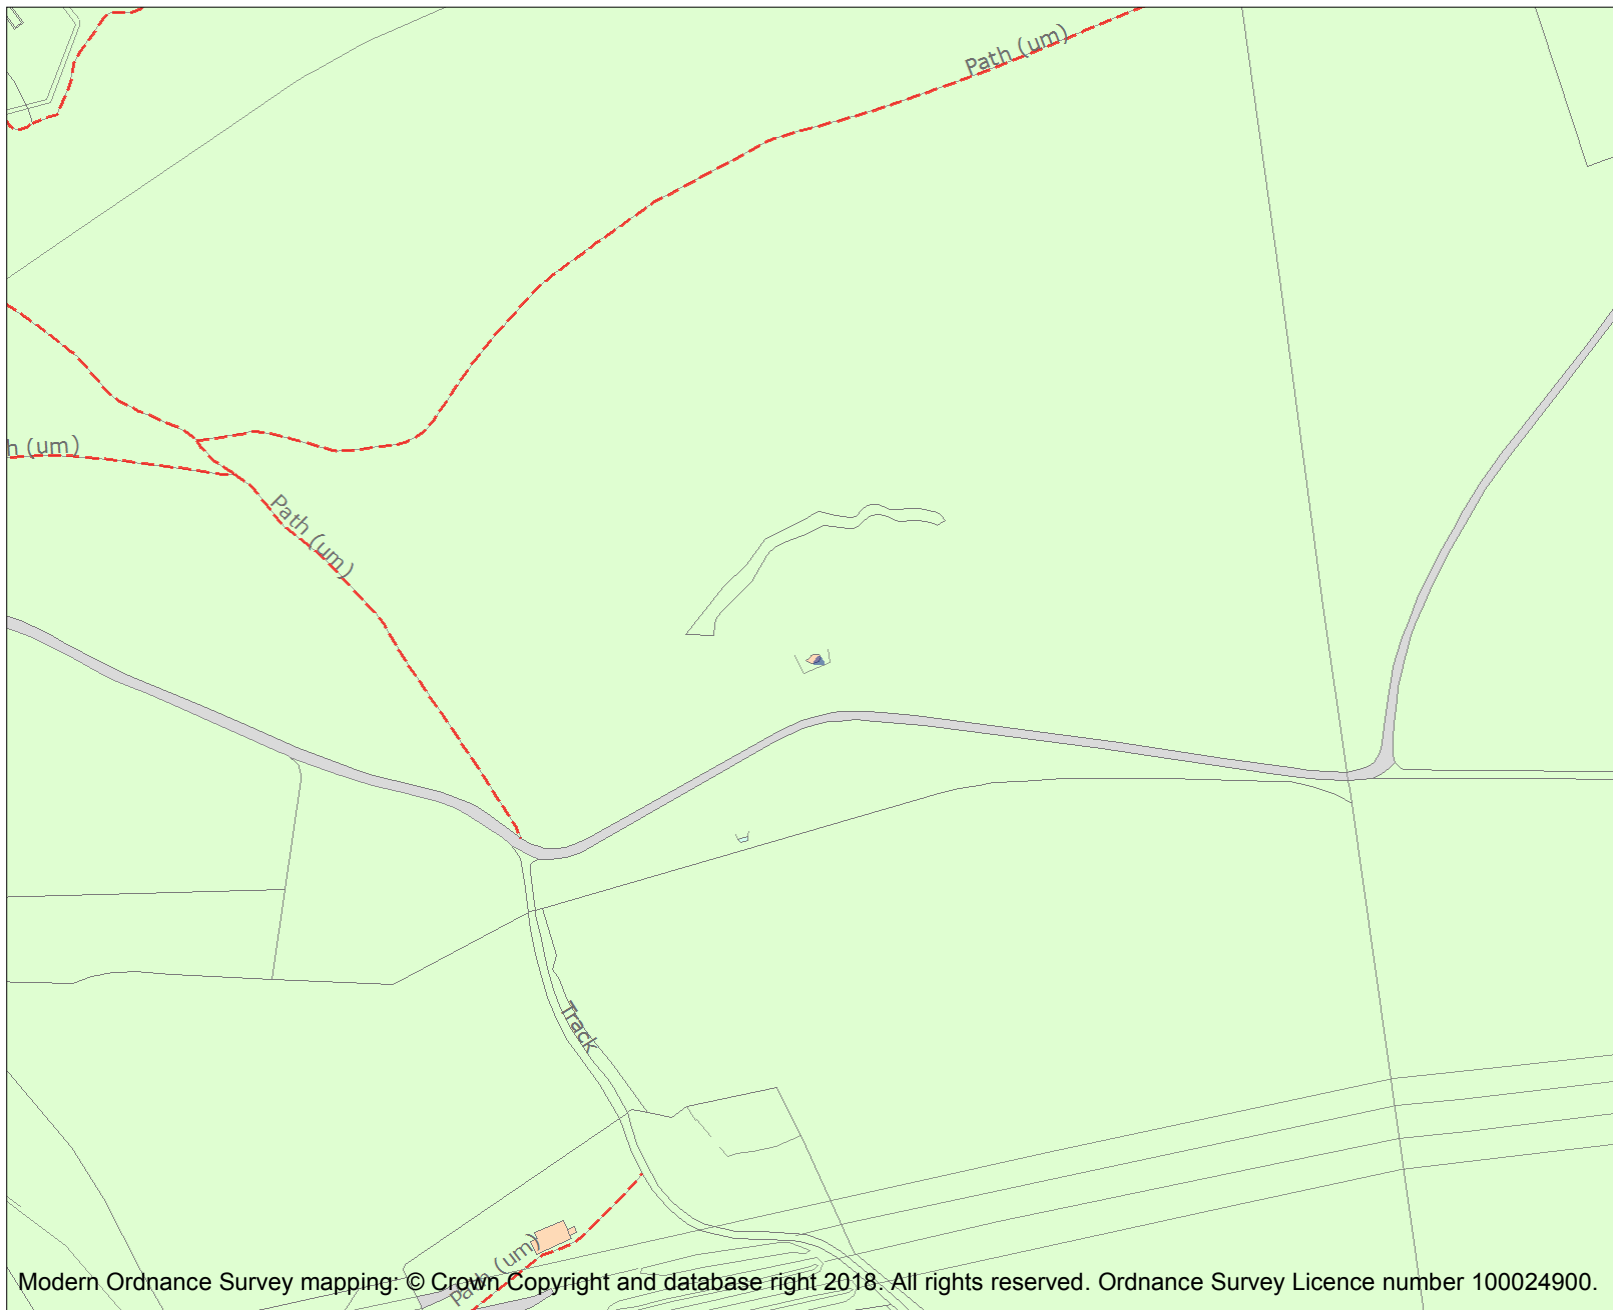 Path (um)
h (um)
Path (um)
Track
Path (um)
Modern Ordnance Survey mapping: © Crown Copyright and database right 2018. All rights reserved. Ordnance Survey Licence number 100024900.